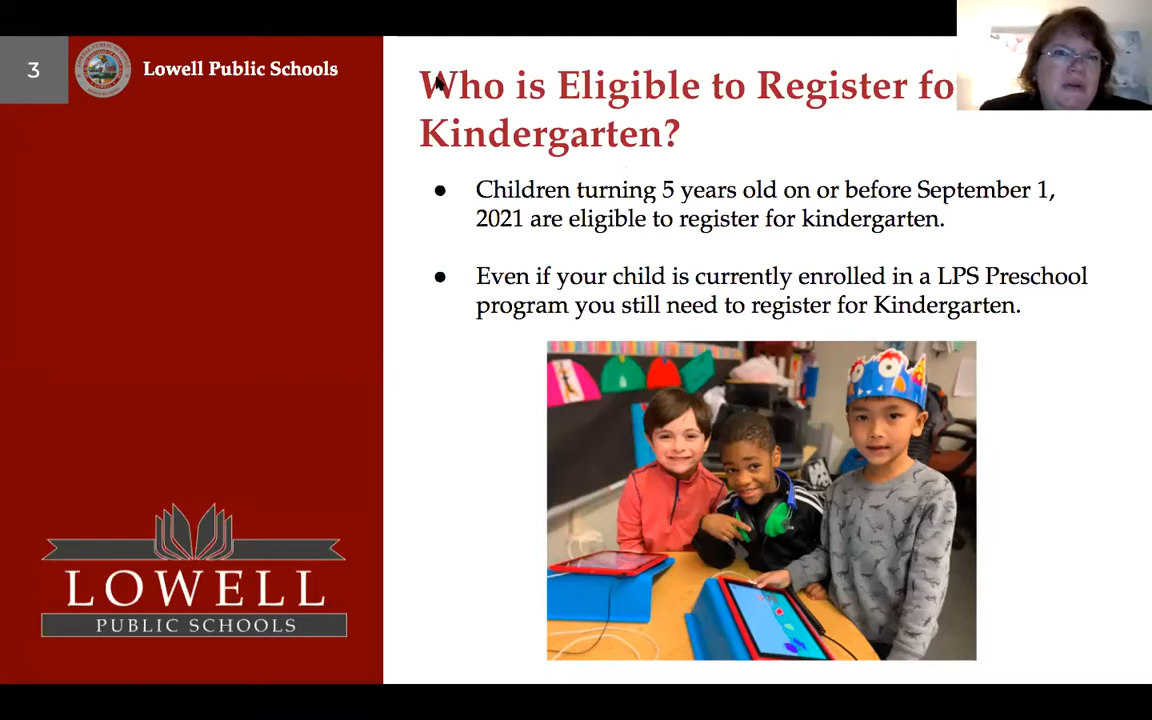 3
Lowell Public Schools
Who is Eligible to Register fo
Kindergarten?
● Children turning 5 years old on or before September 1,
2021 are eligible to register for kindergarten.
● Even if your child is currently enrolled in a LPS Preschool
program you still need to register for Kindergarten.
LOWELL
PUBLIC SCHOOLS